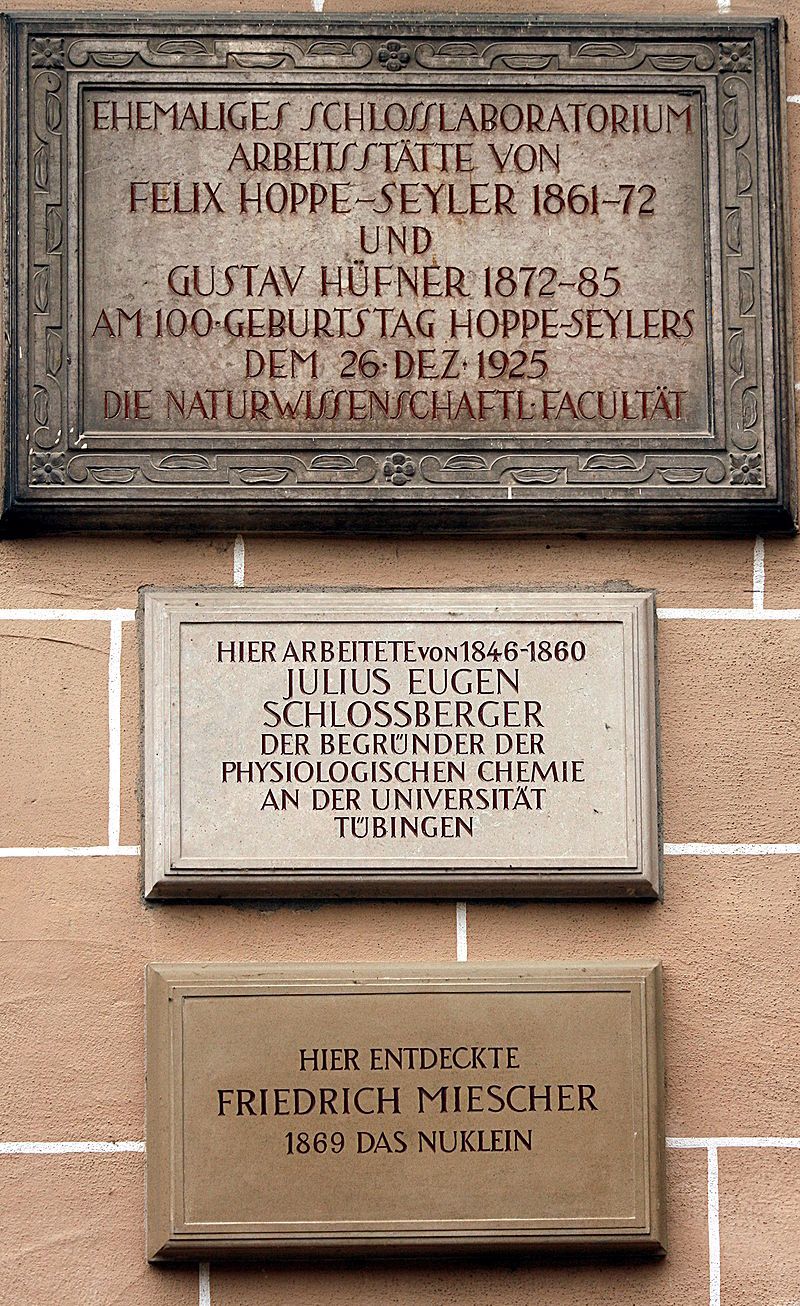 EHEMALIGES SCHLOSSLABORATORIUM
ARBEITSSTÄTTE VON
FELIX HOPPE-SEYLER 1861-72
UND
GUSTAV HÜFNER 1872-85
AM 100·GEBURTSTAG HOPPE-SEYLERS
DEM 26·DEZ·1925
DIE NATURWISSENSCHAFTL·FACULTÄT
HIER ARBEITETE VON 1846-1860
JULIUS EUGEN
SCHLOSSBERGER
DER BEGRÜNDER DER
PHYSIOLOGISCHEN CHEMIE
AN DER UNIVERSITÄT
TÜBINGEN
HIER ENTDECKTE
FRIEDRICH MIESCHER
1869 DAS NUKLEIN